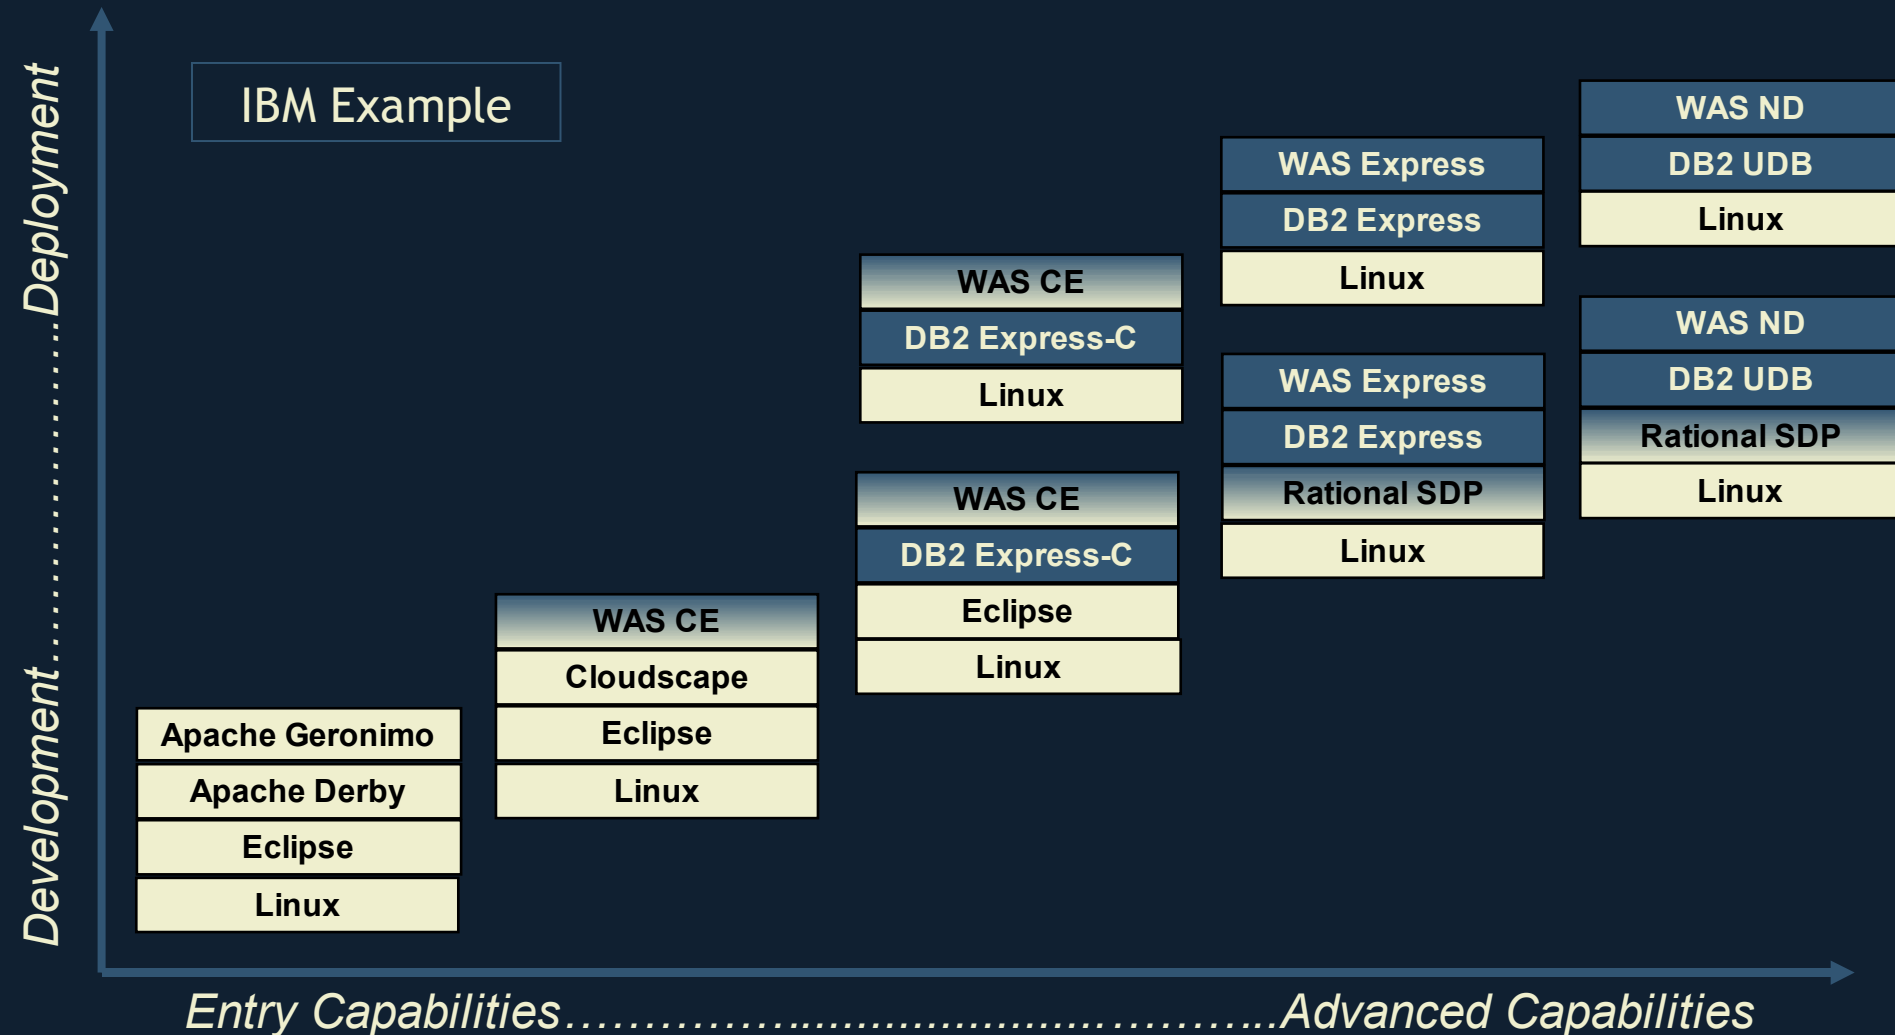 IBM Example
Development……………………………Deployment
Apache Geronimo
Apache Derby
Eclipse
Linux
WAS CE
Cloudscape
Eclipse
Linux
WAS CE
DB2 Express-C
Linux
WAS CE
DB2 Express-C
Eclipse
Linux
WAS Express
DB2 Express
Linux
WAS Express
DB2 Express
Rational SDP
Linux
WAS ND
DB2 UDB
Linux
WAS ND
DB2 UDB
Rational SDP
Linux
Entry Capabilities……………...................................………...Advanced Capabilities